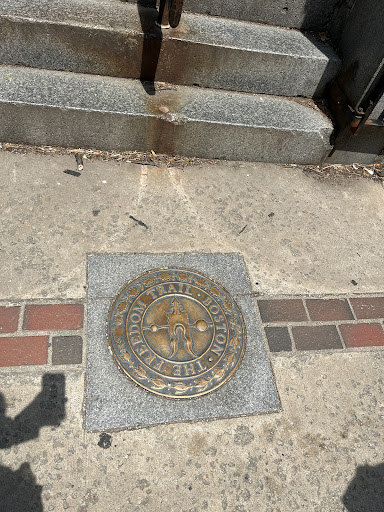 THE FREEDOM TRAIL · BOSTON ·